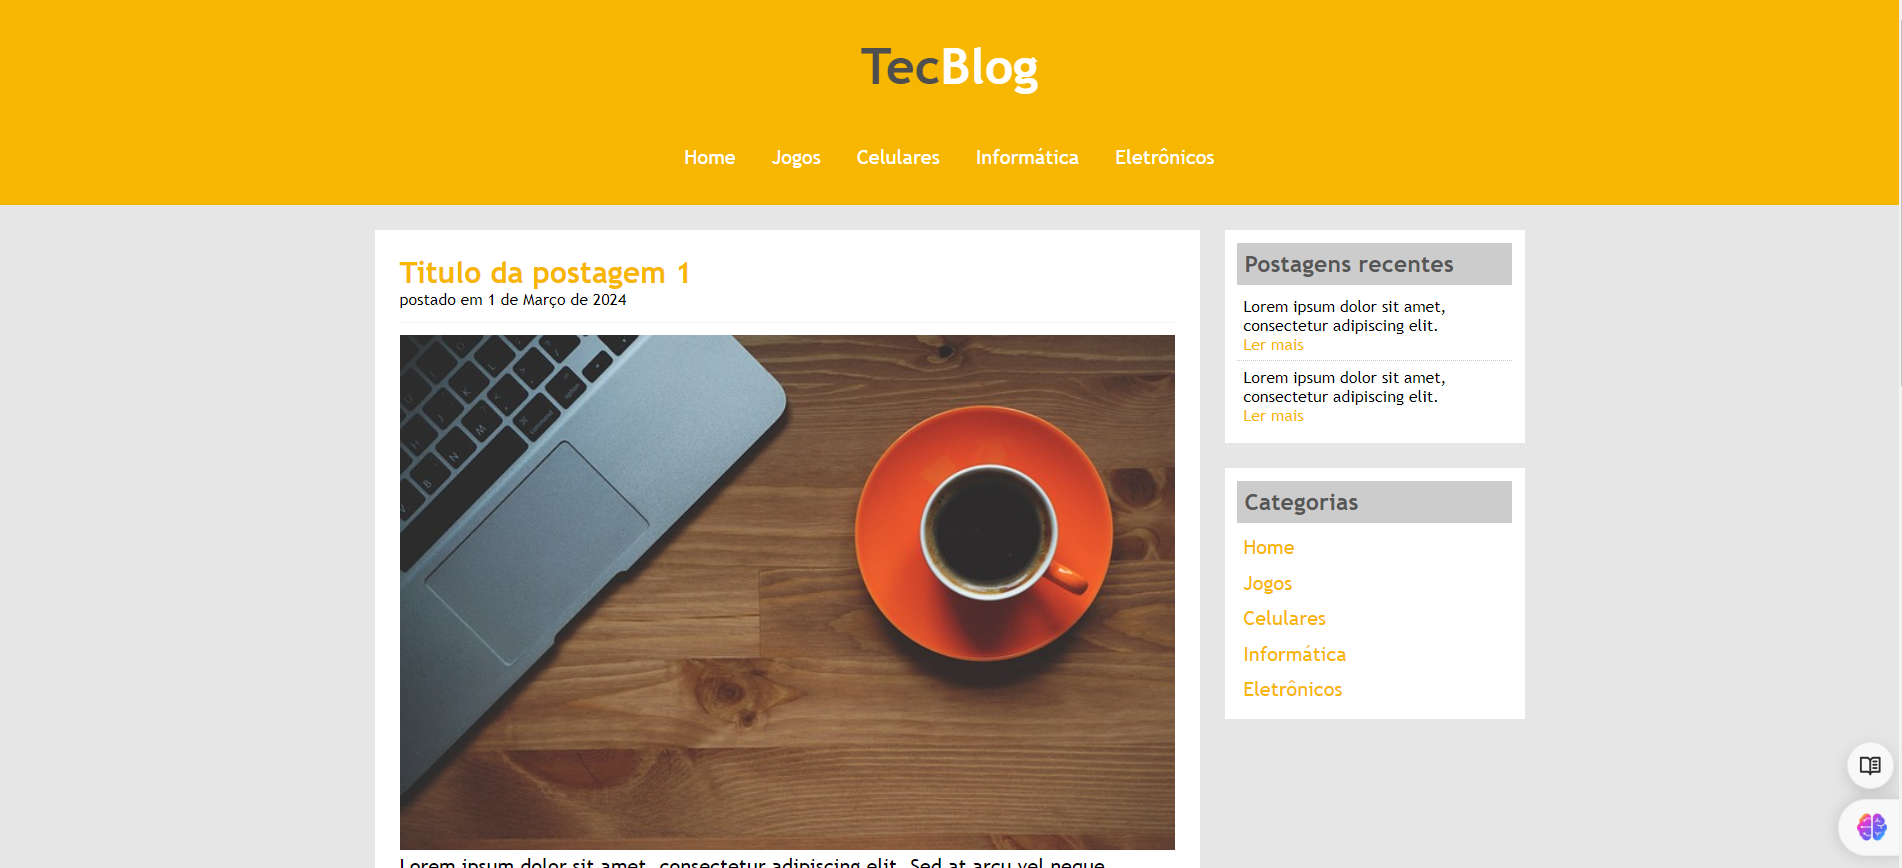 TecBlog
Home Jogos Celulares Informática Eletrônicos
Titulo da postagem 1
postado em 1 de Março de 2024
Lorem ipsum dolor sit amet, consectetur adipiscing elit. Sed at arcu vel neque
Postagens recentes
Lorem ipsum dolor sit amet,
consectetur adipiscing elit.
Ler mais
Lorem ipsum dolor sit amet,
consectetur adipiscing elit.
Ler mais
Categorias
Home
Jogos
Celulares
Informática
Eletrônicos